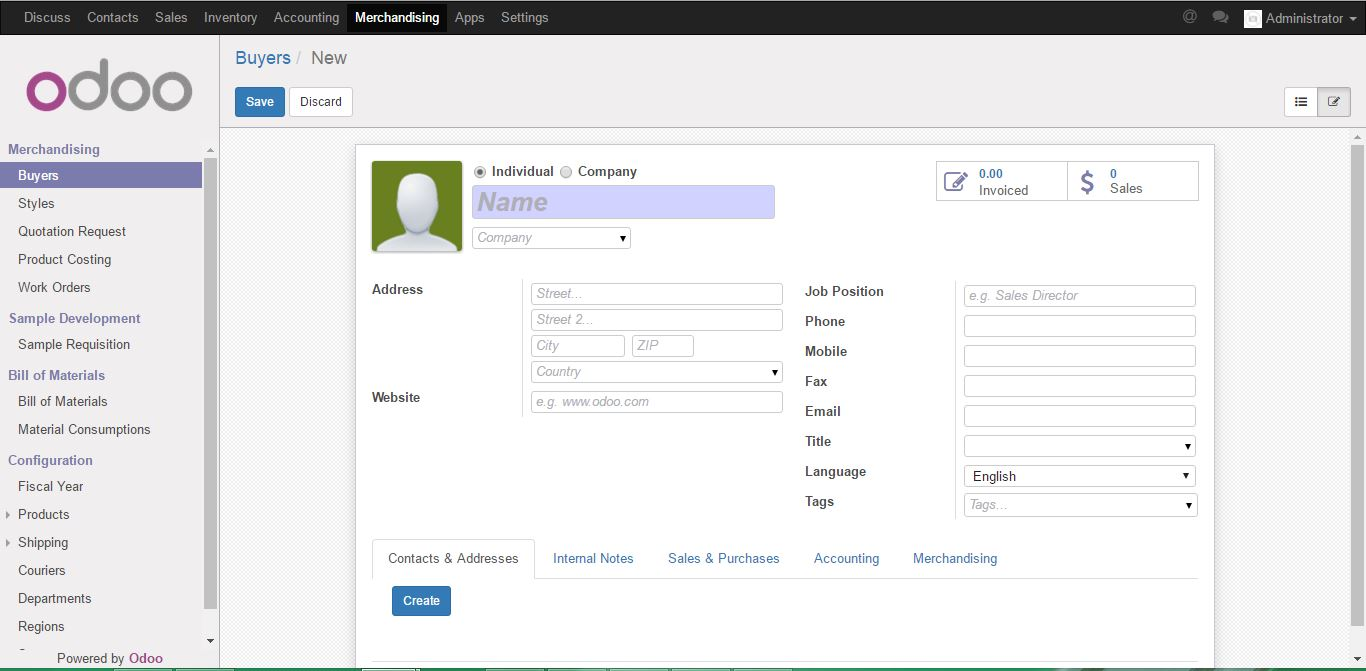 Discuss Contacts Sales Inventory Accounting Merchandising Apps Settings @ Administrator
odoo
Merchandising
Buyers
Styles
Quotation Request
Product Costing
Work Orders
Sample Development
Sample Requisition
Bill of Materials
Bill of Materials
Material Consumptions
Configuration
Fiscal Year
Products
Shipping
Couriers
Departments
Regions
Powered by Odoo
Buyers / New
Save Discard
Individual Company
Name
Company
0.00
Invoiced
$ 0
Sales
Address
Street...
Street 2...
City ZIP
Country
Website e.g. www.odoo.com
Job Position e.g. Sales Director
Phone
Mobile
Fax
Email
Title
Language English
Tags Tags...
Contacts & Addresses Internal Notes Sales & Purchases Accounting Merchandising
Create